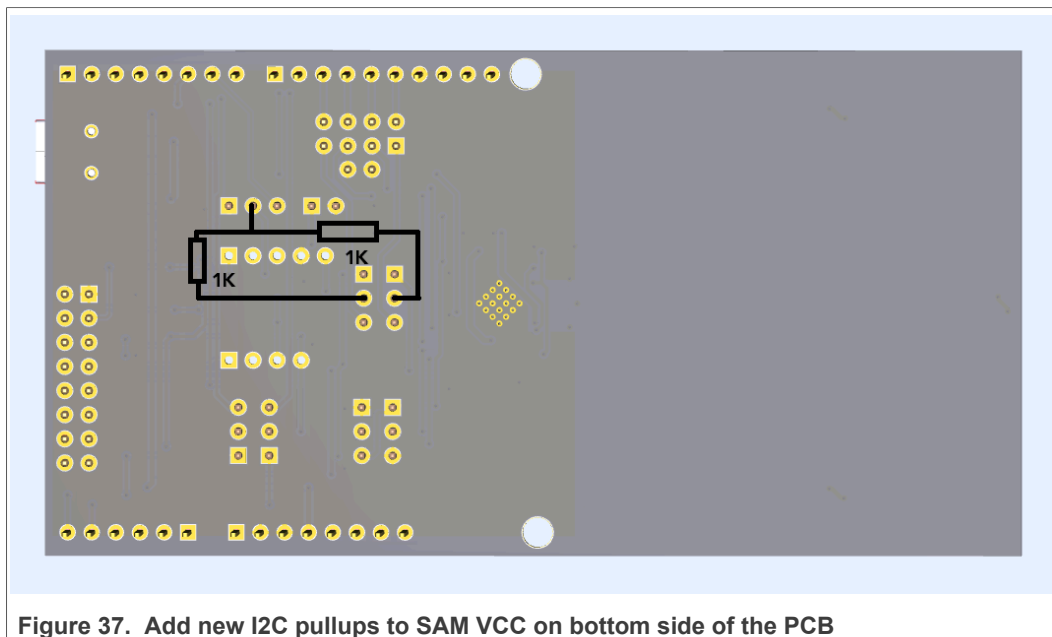 1K
1K
Figure 37. Add new I2C pullups to SAM VCC on bottom side of the PCB